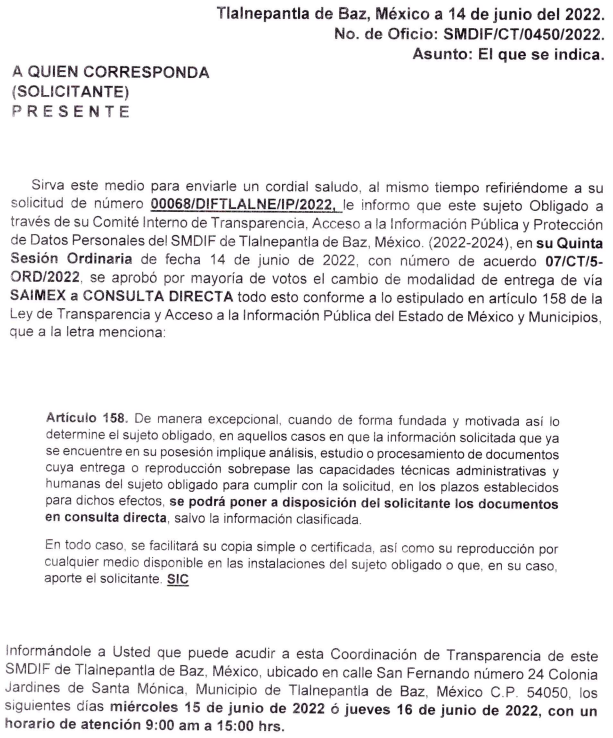 Tlalnepantla de Baz, México a 14 de junio del 2022.
No. de Oficio: SMDIF/CT/0450/2022.
Asunto: El que se indica.
A QUIEN CORRESPONDA
(SOLICITANTE)
P R E S E N T E
Sirva este medio para enviarle un cordial saludo, al mismo tiempo refiriéndome a su
solicitud de número 00068/DIFTLALNE/IP/2022, le informo que este sujeto Obligado a
través de su Comité Interno de Transparencia, Acceso a la Información Pública y Protección
de Datos Personales del SMDIF de Tlalnepantla de Baz, México. (2022-2024), en su Quinta
Sesión Ordinaria de fecha 14 de junio de 2022, con número de acuerdo 07/CT/5-
ORD/2022, se aprobó por mayoría de votos el cambio de modalidad de entrega de vía
SAIMEX a CONSULTA DIRECTA todo esto conforme a lo estipulado en artículo 158 de la
Ley de Transparencia y Acceso a la Información Pública del Estado de México y Municipios,
que a la letra menciona:
Artículo 158. De manera excepcional, cuando de forma fundada y motivada así lo
determine el sujeto obligado, en aquellos casos en que la información solicitada que ya
se encuentre en su posesión implique análisis, estudio o procesamiento de documentos
cuya entrega o reproducción sobrepase las capacidades técnicas administrativas y
humanas del sujeto obligado para cumplir con la solicitud, en los plazos establecidos
para dichos efectos, se podrá poner a disposición del solicitante los documentos
en consulta directa, salvo la información clasificada.
En todo caso, se facilitará su copia simple o certificada, así como su reproducción por
cualquier medio disponible en las instalaciones del sujeto obligado o que, en su caso,
aporte el solicitante. SIC
Informándole a Usted que puede acudir a esta Coordinación de Transparencia de este
SMDIF de Tlalnepantla de Baz, México, ubicado en calle San Fernando número 24 Colonia
Jardines de Santa Mónica, Municipio de Tlalnepantla de Baz, México C.P. 54050, los
siguientes días miércoles 15 de junio de 2022 ó jueves 16 de junio de 2022, con un
horario de atención 9:00 am a 15:00 hrs.